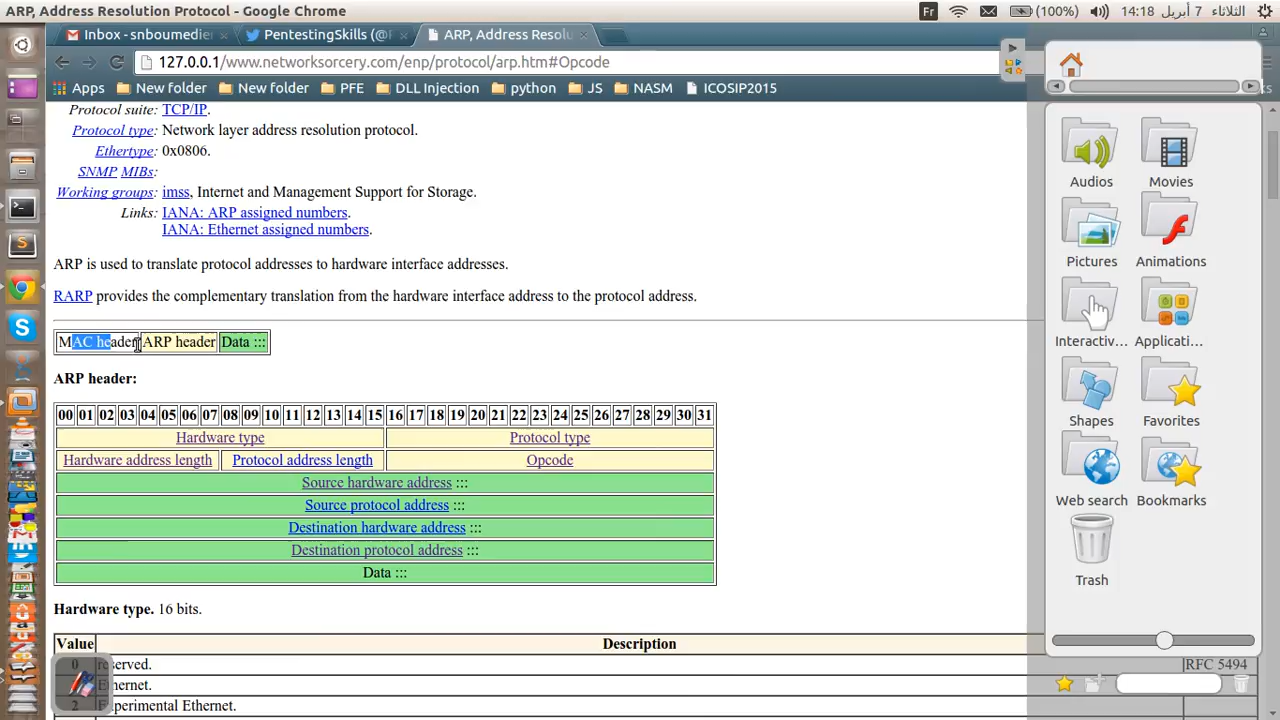 ARP, Address Resolution Protocol - Google Chrome
Fr (100%) 14:18 7 أبريل الثلاثاء
Inbox - snboumedien × PentestingSkills (@P × ARP, Address Resolu ×
127.0.0.1/www.networksorcery.com/enp/protocol/arp.htm#Opcode
Apps New folder New folder PFE DLL Injection python JS NASM ICOSIP2015
Protocol suite: TCP/IP.
Protocol type: Network layer address resolution protocol.
Ethertype: 0x0806.
SNMP MIBs:
Working groups: imss, Internet and Management Support for Storage.
Links: IANA: ARP assigned numbers.
IANA: Ethernet assigned numbers.
ARP is used to translate protocol addresses to hardware interface addresses.
RARP provides the complementary translation from the hardware interface address to the protocol address.
MAC header ARP header Data :::
ARP header:
00 01 02 03 04 05 06 07 08 09 10 11 12 13 14 15 16 17 18 19 20 21 22 23 24 25 26 27 28 29 30 31
Hardware type Protocol type
Hardware address length Protocol address length Opcode
Source hardware address :::
Source protocol address :::
Destination hardware address :::
Destination protocol address :::
Data :::
Hardware type. 16 bits.
Value Description
0 reserved. RFC 5494
Ethernet.
2 Experimental Ethernet.
Audios Movies
Pictures Animations
Interactiv... Applicati...
Shapes Favorites
Web search Bookmarks
Trash